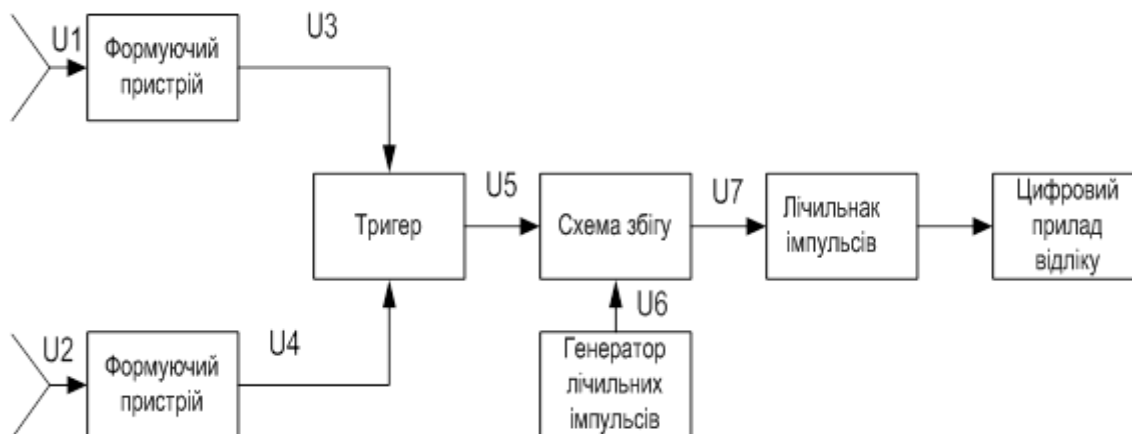 U1
Формуючий
пристрій
U3
Тригер
U5
Схема збігу
U7
Лічильнак
імпульсів
Цифровий
прилад
відліку
U2
Формуючий
пристрій
U4
U6
Генератор
лічильних
імпульсів